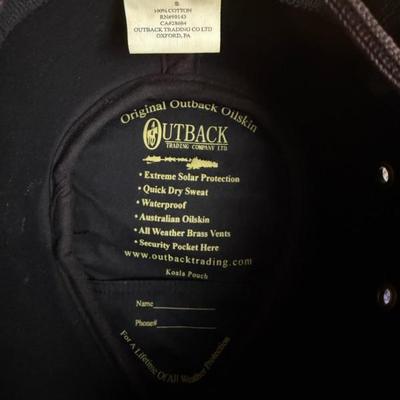 S
100% COTTON
RN#69143
CA#28604
OUTBACK TRADING CO LTD
OXFORD, PA
Original Outback Oilskin
OUTBACK
TRADING COMPANY LTD.
• Extreme Solar Protection
• Quick Dry Sweat
• Waterproof
• Australian Oilskin
• All Weather Brass Vents
• Security Pocket Here
www.outbacktrading.com
Koala Pouch
Name
Phone#
For A Lifetime Of All Weather Protection